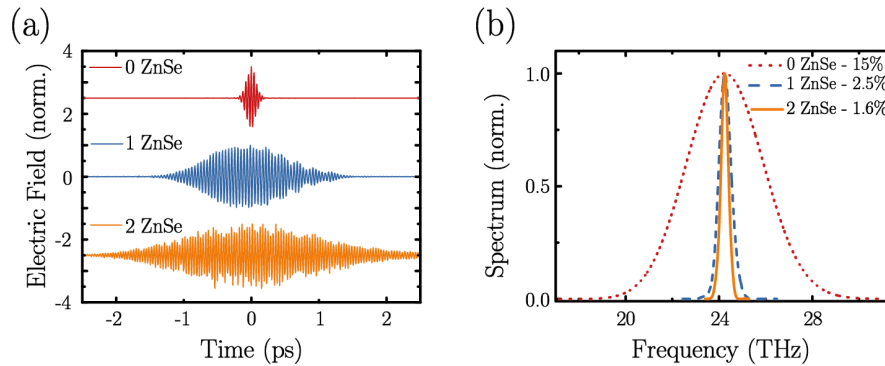 (a)
4
2
0
-2
-4
Electric Field (norm.)
0 ZnSe
1 ZnSe
2 ZnSe
-2 -1 0 1 2
Time (ps)
(b)
1.0
0.5
0.0
Spectrum (norm.)
0 ZnSe - 15%
1 ZnSe - 2.5%
2 ZnSe - 1.6%
20 24 28
Frequency (THz)